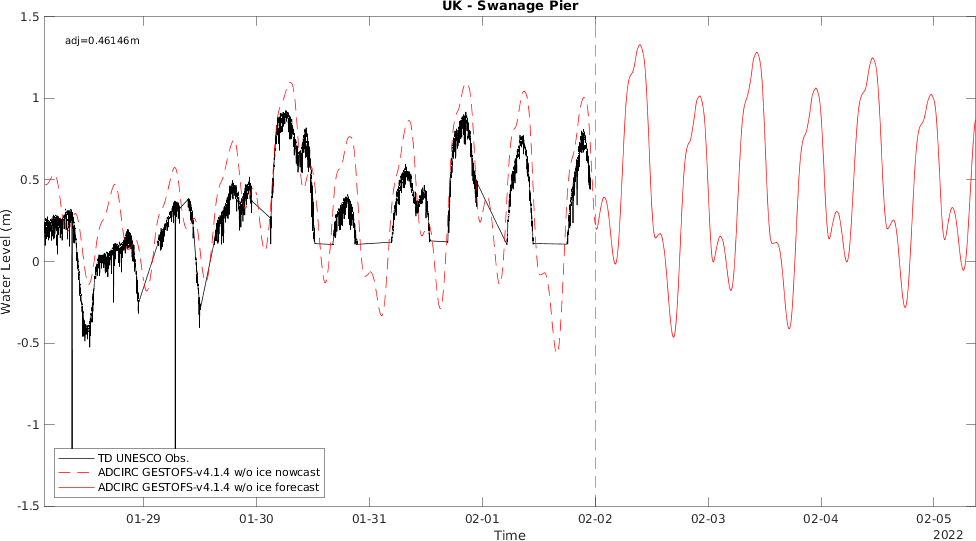 UK - Swanage Pier
1.5
adj=0.46146m
1
0.5
0
-0.5
-1
-1.5
Water Level (m)
TD UNESCO Obs.
ADCIRC GESTOFS-v4.1.4 w/o ice nowcast
ADCIRC GESTOFS-v4.1.4 w/o ice forecast
01-29
01-30
01-31
02-01
02-02
02-03
02-04
02-05
Time
2022